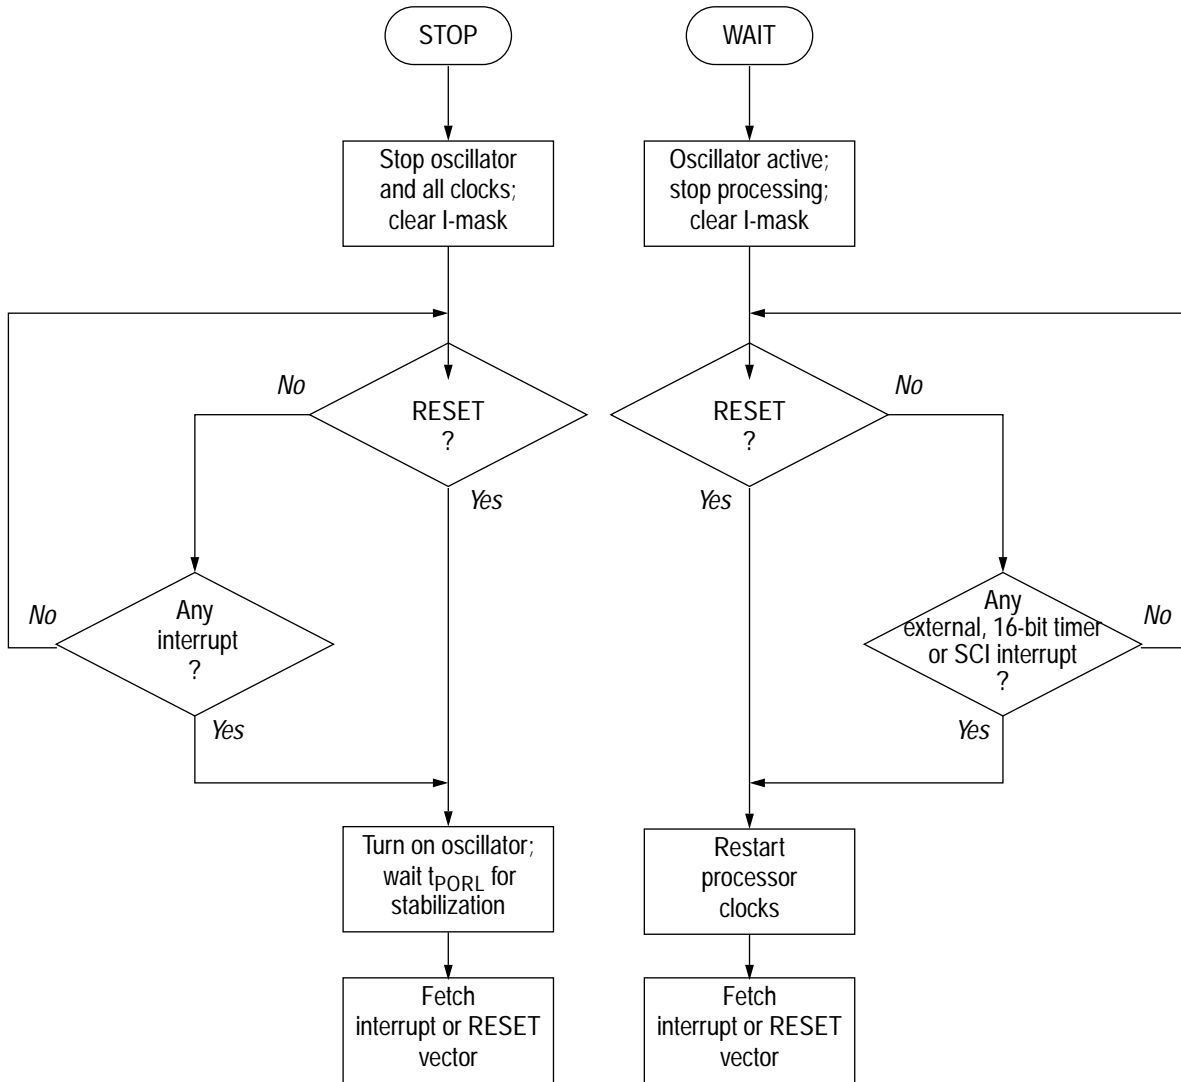 STOP
WAIT
Stop oscillator
and all clocks;
clear I-mask
Oscillator active;
stop processing;
clear I-mask
No
RESET
?
Yes
RESET
?
No
Yes
No
Any
interrupt
?
Yes
Any
external, 16-bit timer
or SCI interrupt
?
No
Yes
Turn on oscillator;
wait tPORL for
stabilization
Restart
processor
clocks
Fetch
interrupt or RESET
vector
Fetch
interrupt or RESET
vector